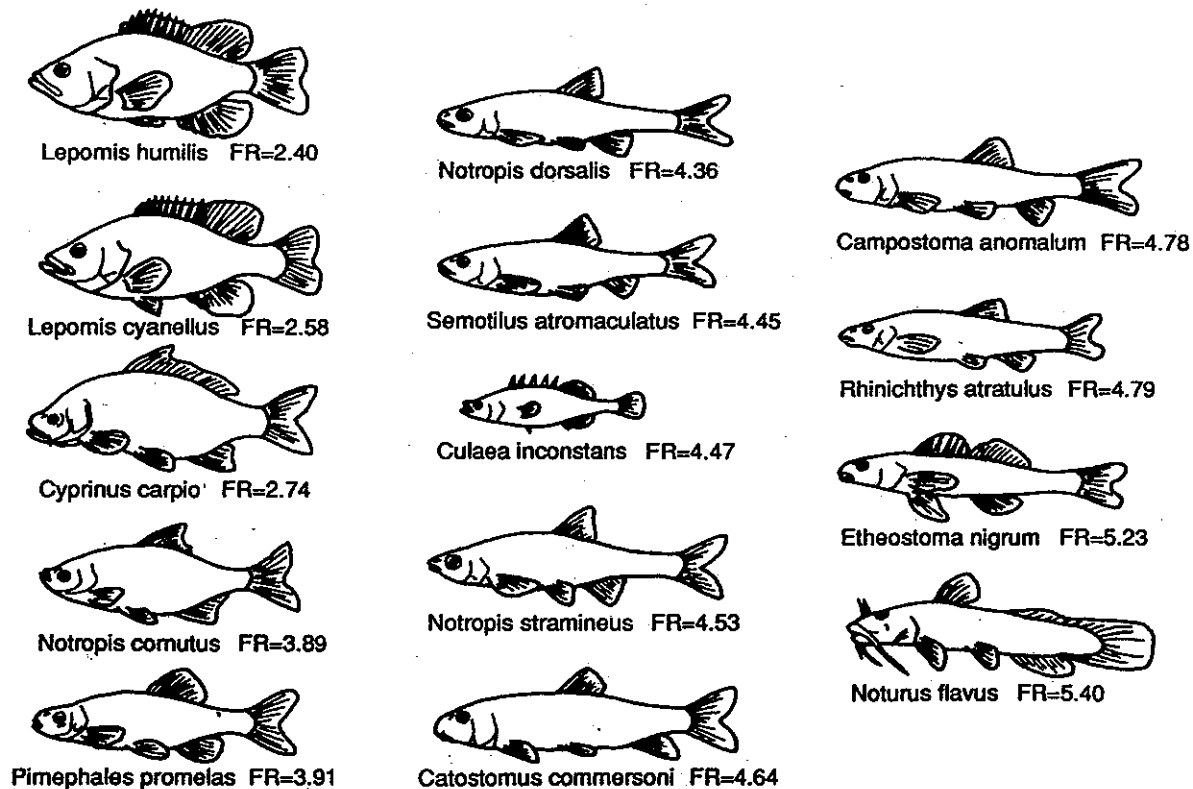 Lepomis humilis FR=2.40
Lepomis cyanellus FR=2.58
Cyprinus carpio FR=2.74
Notropis cornutus FR=3.89
Pimephales promelas FR=3.91
Notropis dorsalis FR=4.36
Semotilus atromaculatus FR=4.45
Culaea inconstans FR=4.47
Notropis stramineus FR=4.53
Catostomus commersoni FR=4.64
Campostoma anomalum FR=4.78
Rhinichthys atratulus FR=4.79
Etheostoma nigrum FR=5.23
Noturus flavus FR=5.40